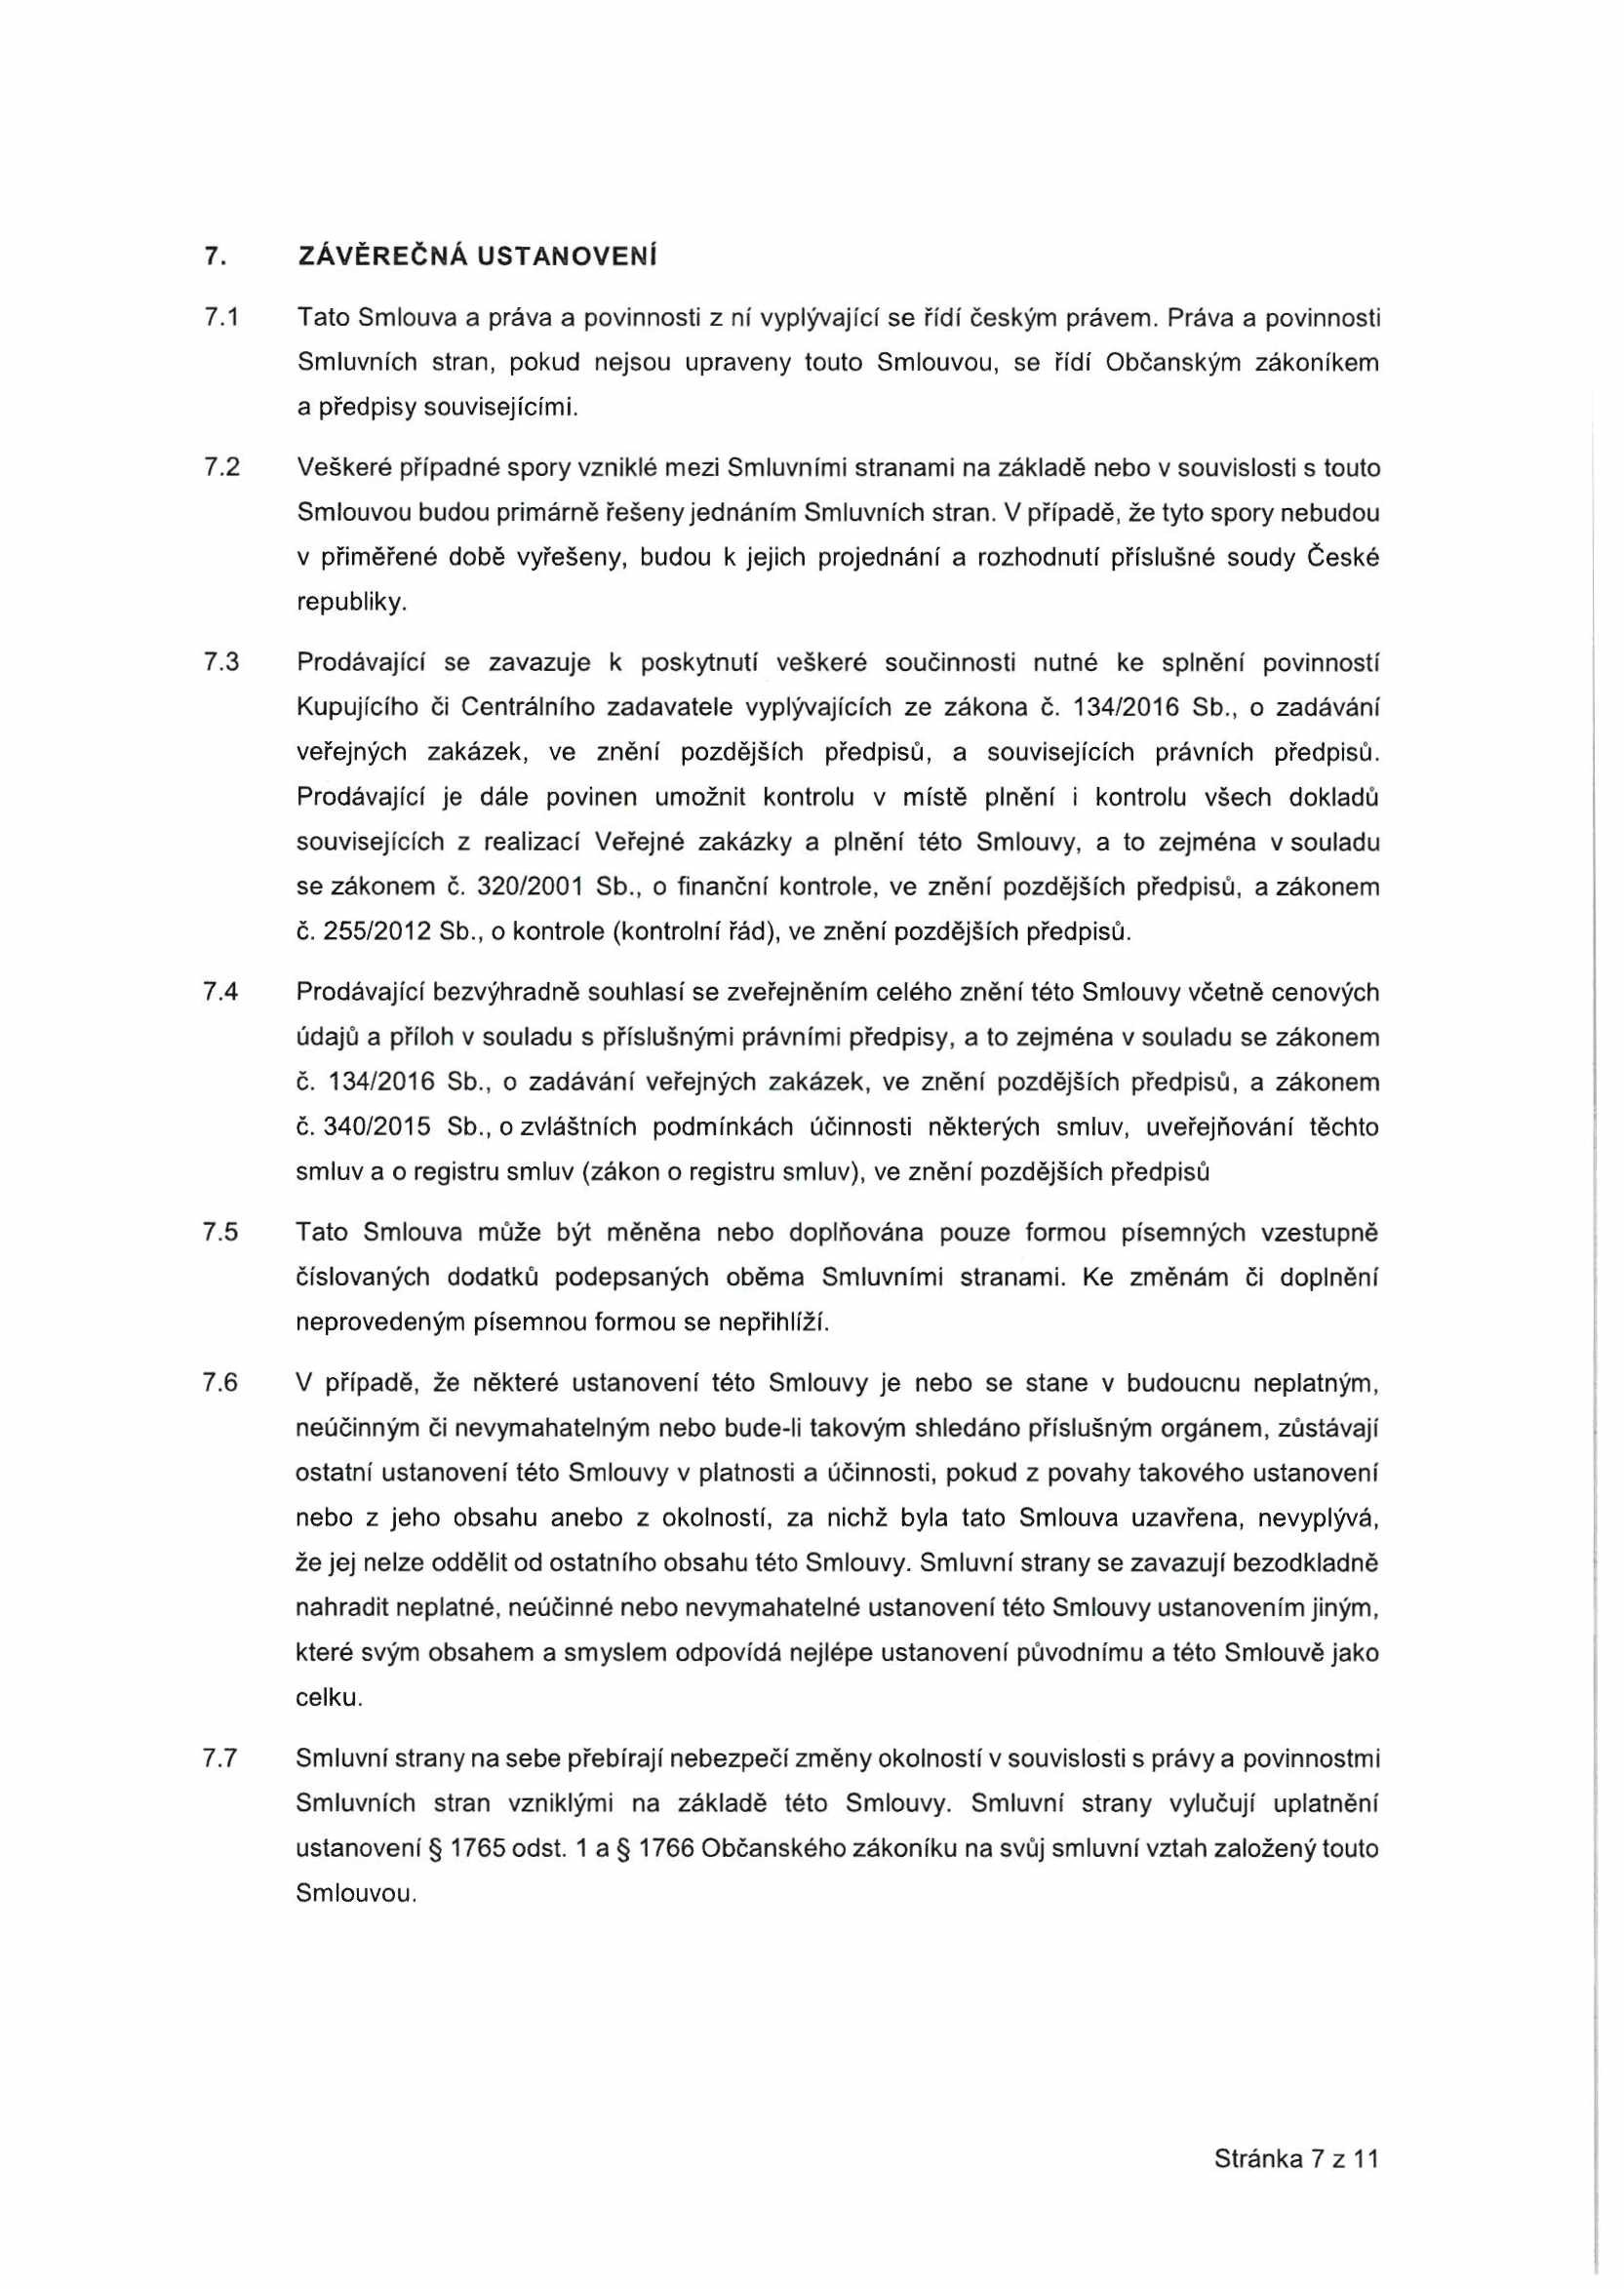 7. ZÁVĚREČNÁ USTANOVENÍ
7.1 Tato Smlouva a práva a povinnosti z ní vyplývající se řídí českým právem. Práva a povinnosti
Smluvních stran, pokud nejsou upraveny touto Smlouvou, se řídí Občanským zákoníkem
a předpisy souvisejícími.
7.2 Veškeré případné spory vzniklé mezi Smluvními stranami na základě nebo v souvislosti s touto
Smlouvou budou primárně řešeny jednáním Smluvních stran. V případě, že tyto spory nebudou
v přiměřené době vyřešeny, budou k jejich projednání a rozhodnutí příslušné soudy České
republiky.
7.3 Prodávající se zavazuje k poskytnutí veškeré součinnosti nutné ke splnění povinností
Kupujícího či Centrálního zadavatele vyplývajících ze zákona č. 134/2016 Sb., o zadávání
veřejných zakázek, ve znění pozdějších předpisů, a souvisejících právních předpisů.
Prodávající je dále povinen umožnit kontrolu v místě plnění i kontrolu všech dokladů
souvisejících z realizací Veřejné zakázky a plnění této Smlouvy, a to zejména v souladu
se zákonem č. 320/2001 Sb., o finanční kontrole, ve znění pozdějších předpisů, a zákonem
č. 255/2012 Sb., o kontrole (kontrolní řád), ve znění pozdějších předpisů.
7.4 Prodávající bezvýhradně souhlasí se zveřejněním celého znění této Smlouvy včetně cenových
údajů a příloh v souladu s příslušnými právními předpisy, a to zejména v souladu se zákonem
č. 134/2016 Sb., o zadávání veřejných zakázek, ve znění pozdějších předpisů, a zákonem
č. 340/2015 Sb., o zvláštních podmínkách účinnosti některých smluv, uveřejňování těchto
smluv a o registru smluv (zákon o registru smluv), ve znění pozdějších předpisů
7.5 Tato Smlouva může být měněna nebo doplňována pouze formou písemných vzestupně
číslovaných dodatků podepsaných oběma Smluvními stranami. Ke změnám či doplnění
neprovedeným písemnou formou se nepřihlíží.
7.6 V případě, že některé ustanovení této Smlouvy je nebo se stane v budoucnu neplatným,
neúčinným či nevymahatelným nebo bude-li takovým shledáno příslušným orgánem, zůstávají
ostatní ustanovení této Smlouvy v platnosti a účinnosti, pokud z povahy takového ustanovení
nebo z jeho obsahu anebo z okolností, za nichž byla tato Smlouva uzavřena, nevyplývá,
že jej nelze oddělit od ostatního obsahu této Smlouvy. Smluvní strany se zavazují bezodkladně
nahradit neplatné, neúčinné nebo nevymahatelné ustanovení této Smlouvy ustanovením jiným,
které svým obsahem a smyslem odpovídá nejlépe ustanovení původnímu a této Smlouvě jako
celku.
7.7 Smluvní strany na sebe přebírají nebezpečí změny okolností v souvislosti s právy a povinnostmi
Smluvních stran vzniklými na základě této Smlouvy. Smluvní strany vylučují uplatnění
ustanovení § 1765 odst. 1 a § 1766 Občanského zákoníku na svůj smluvní vztah založený touto
Smlouvou.
Stránka 7 z 11